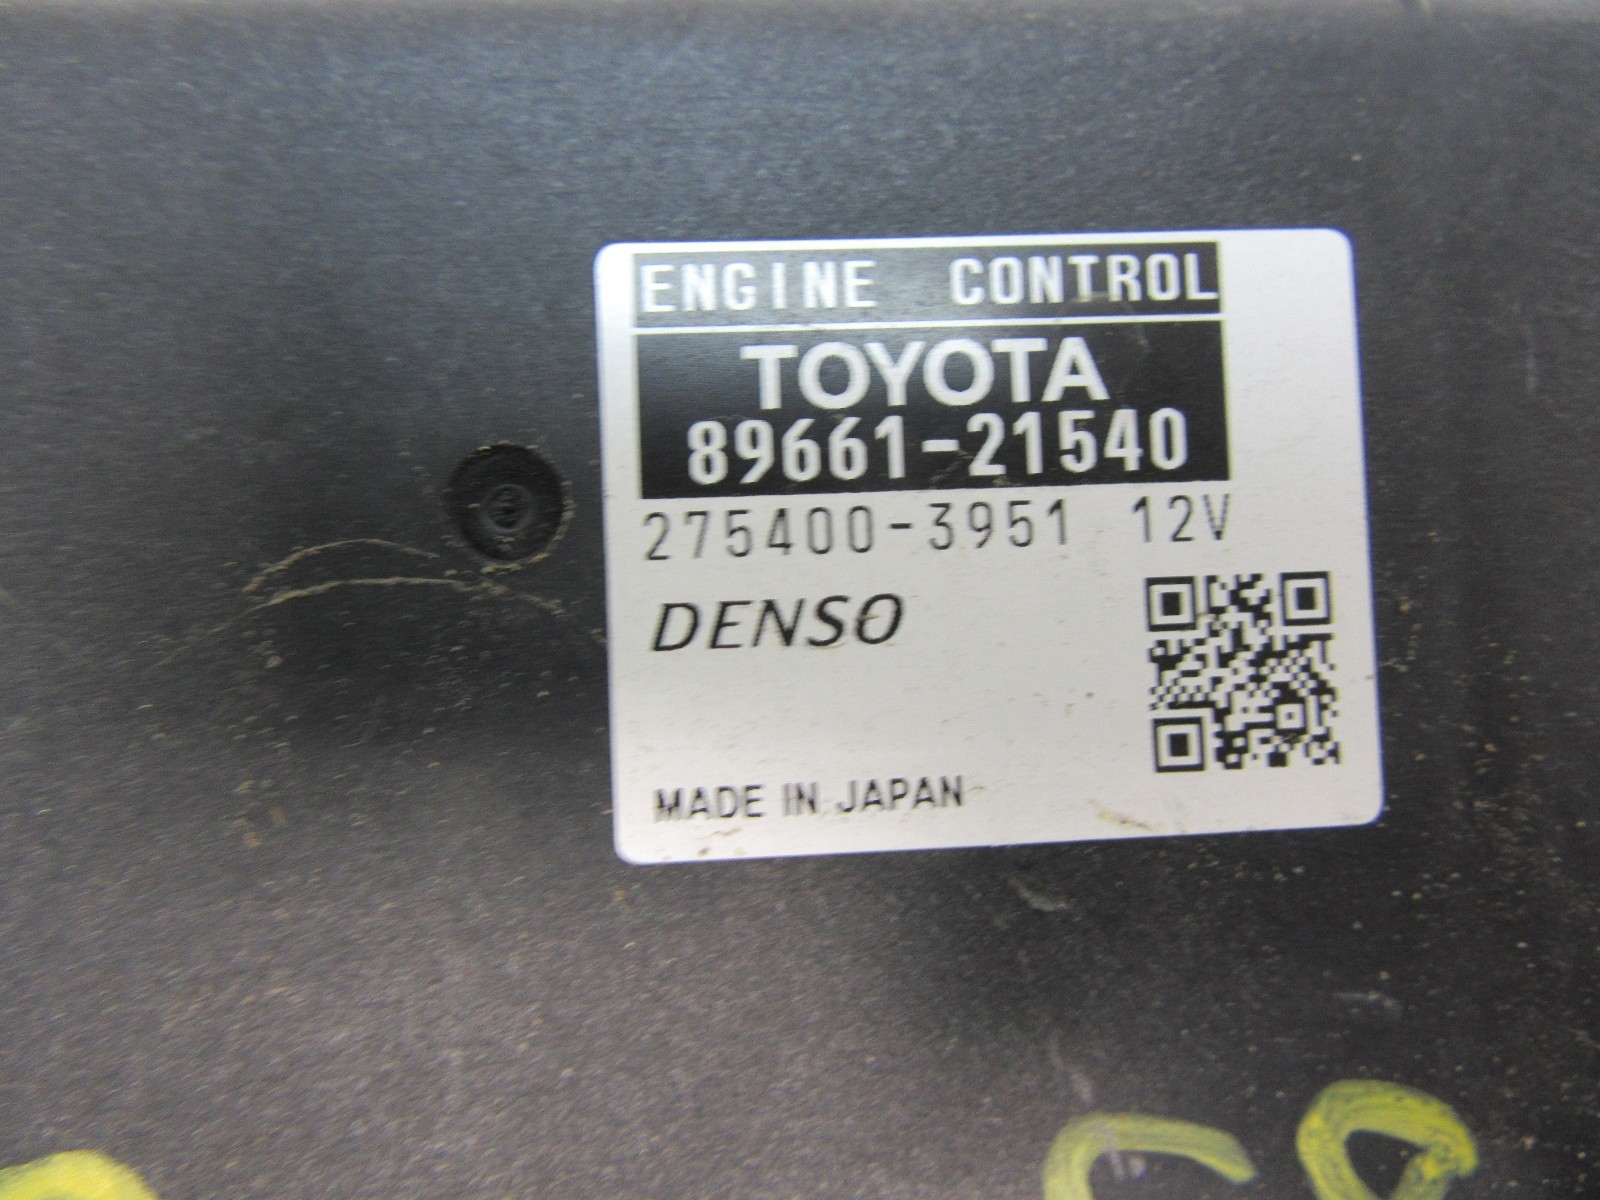 ENGINE CONTROL
TOYOTA
89661-21540
275400-3951 12V
DENSO
MADE IN JAPAN